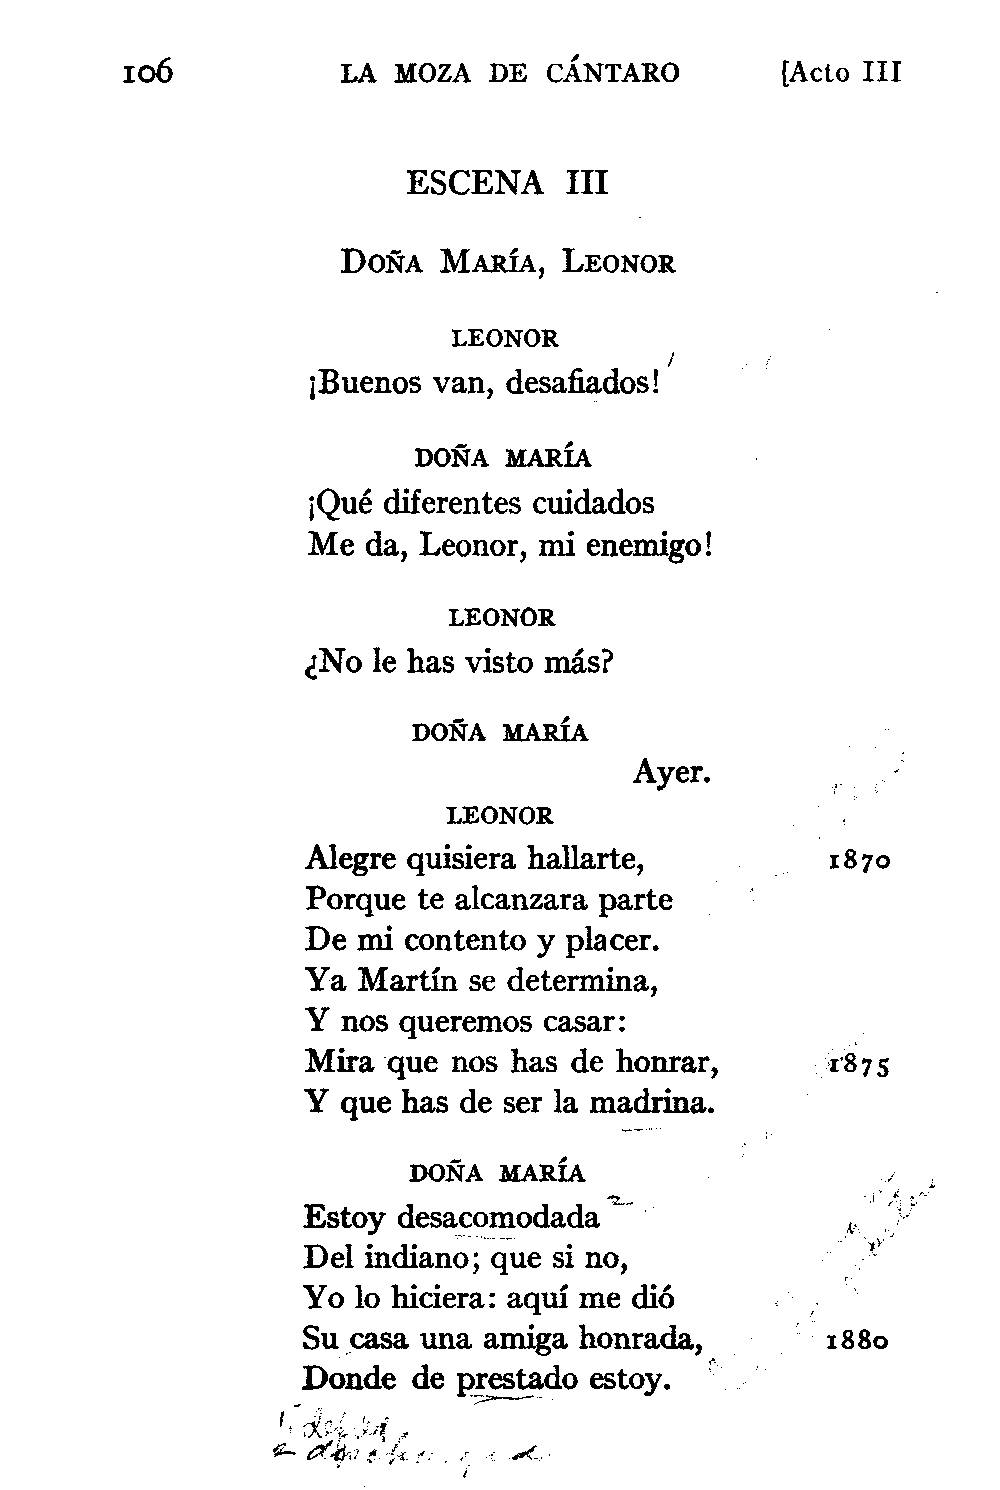 106 LA MOZA DE CÁNTARO [Acto III
ESCENA III
DOÑA MARÍA, LEONOR
LEONOR
¡Buenos van, desafiados!
DOÑA MARÍA
¡Qué diferentes cuidados
Me da, Leonor, mi enemigo!
LEONOR
¿No le has visto más?
DOÑA MARÍA
Ayer.
LEONOR
Alegre quisiera hallarte, 1870
Porque te alcanzara parte
De mi contento y placer.
Ya Martín se determina,
Y nos queremos casar:
Mira que nos has de honrar, 1875
Y que has de ser la madrina.
DOÑA MARÍA
Estoy desacomodada
Del indiano; que si no,
Yo lo hiciera: aquí me dió
Su casa una amiga honrada, 1880
Donde de prestado estoy.